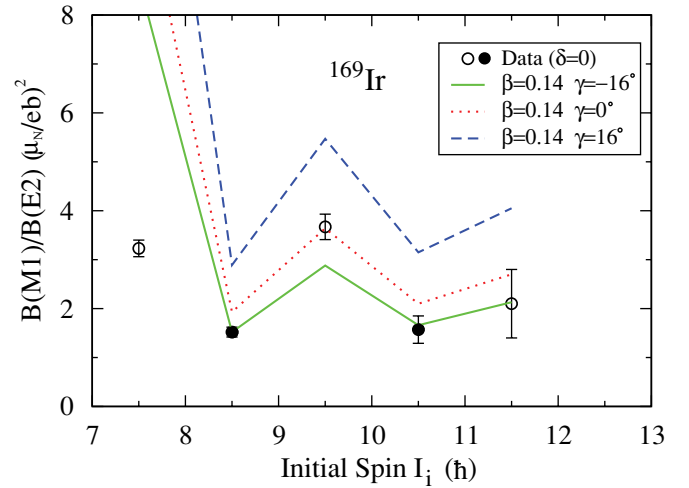 8
6
4
2
0
B(M1)/B(E2) (μN/eb)²
¹⁶⁹Ir
Data (δ=0)
β=0.14 γ=−16°
β=0.14 γ=0°
β=0.14 γ=16°
7 8 9 10 11 12 13
Initial Spin Iᵢ (ħ)